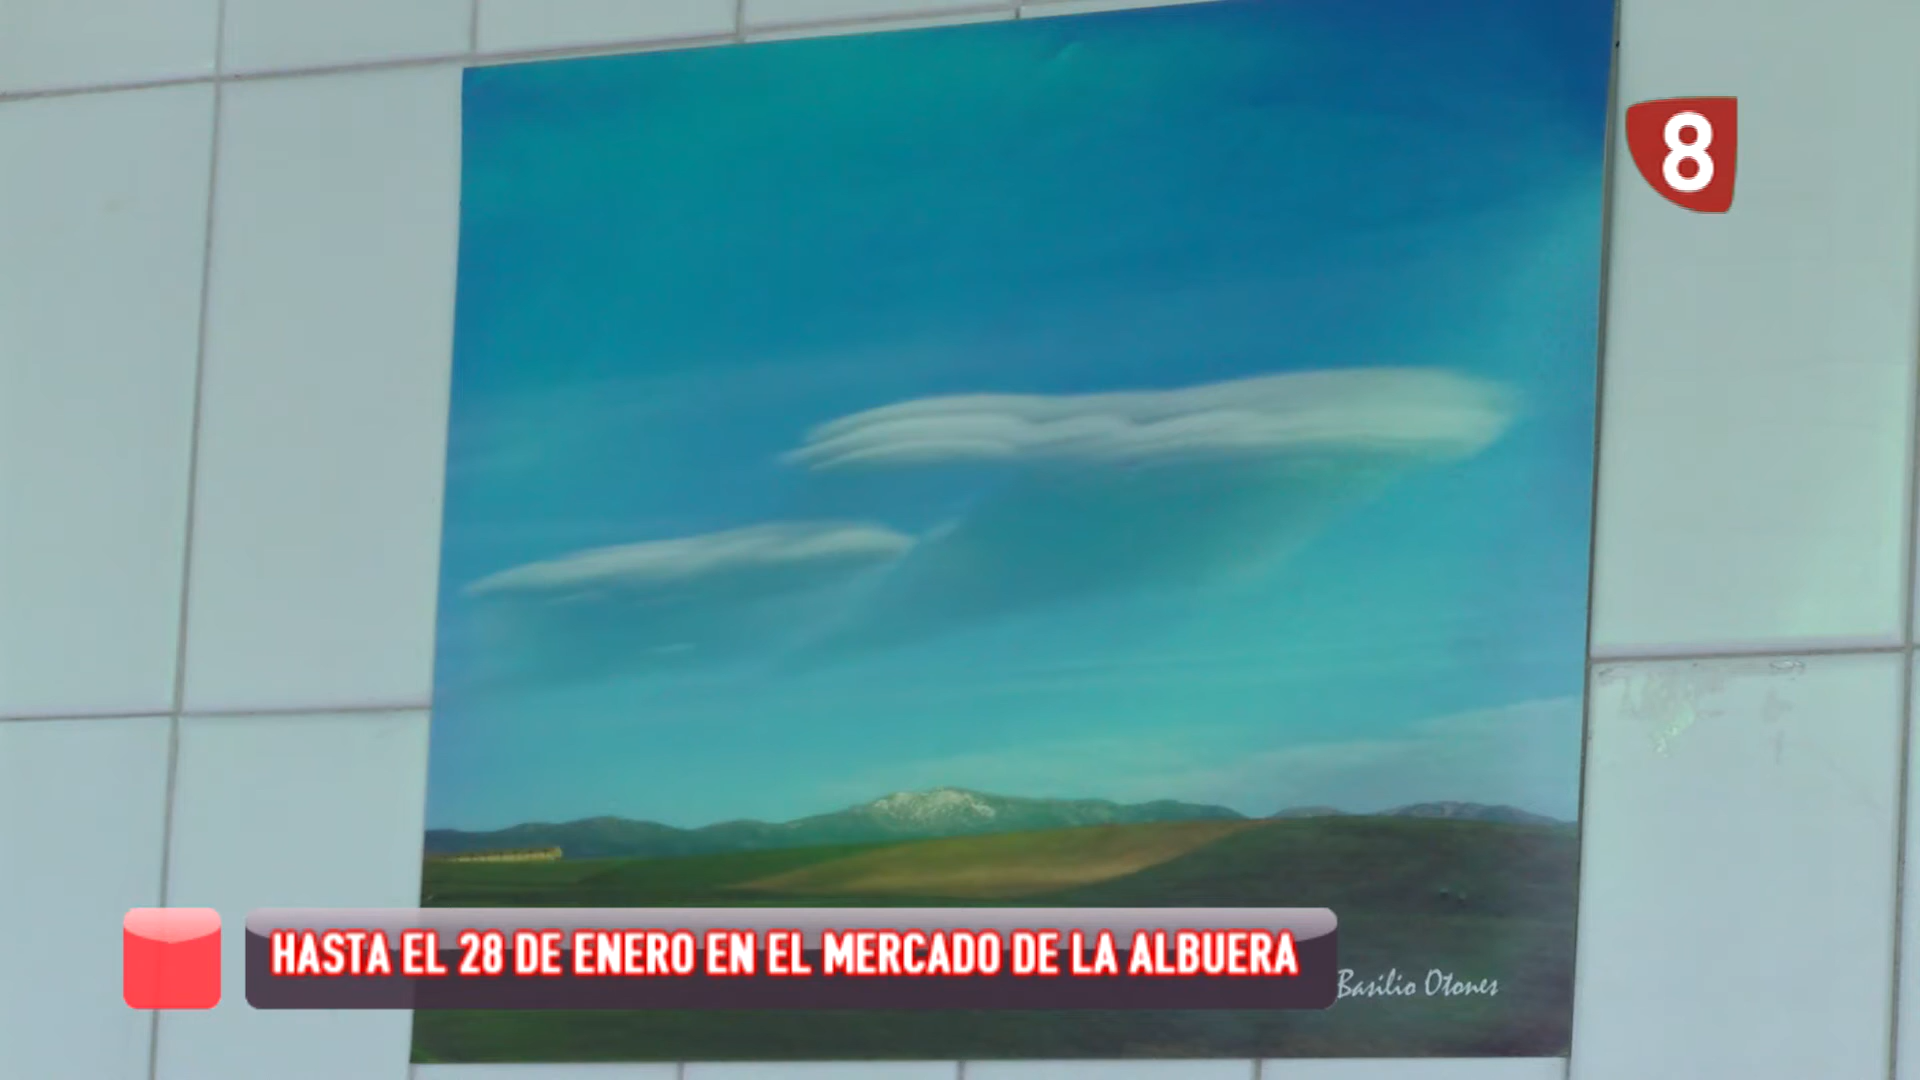 8
HASTA EL 28 DE ENERO EN EL MERCADO DE LA ALBUERA
Basilio Otones